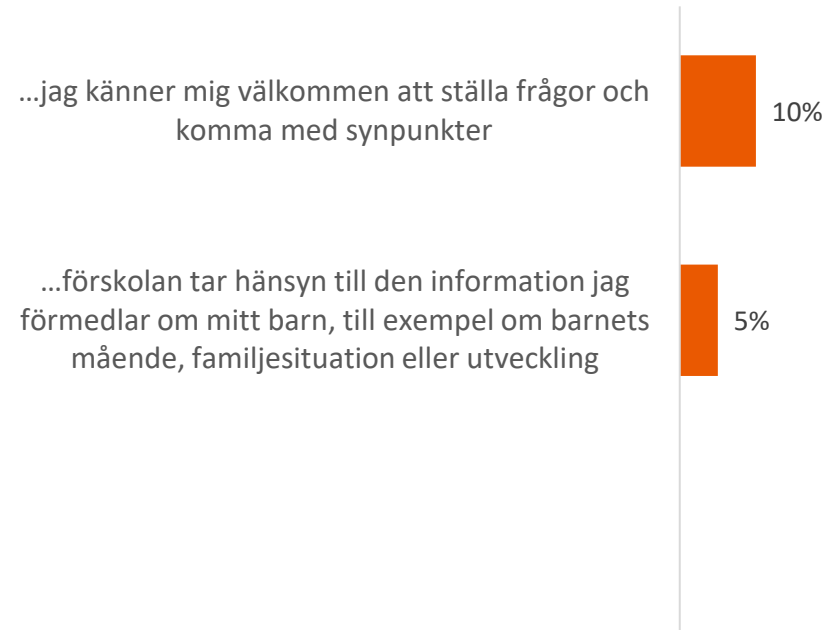 …jag känner mig välkommen att ställa frågor och
komma med synpunkter
10%
…förskolan tar hänsyn till den information jag
förmedlar om mitt barn, till exempel om barnets
mående, familjesituation eller utveckling
5%